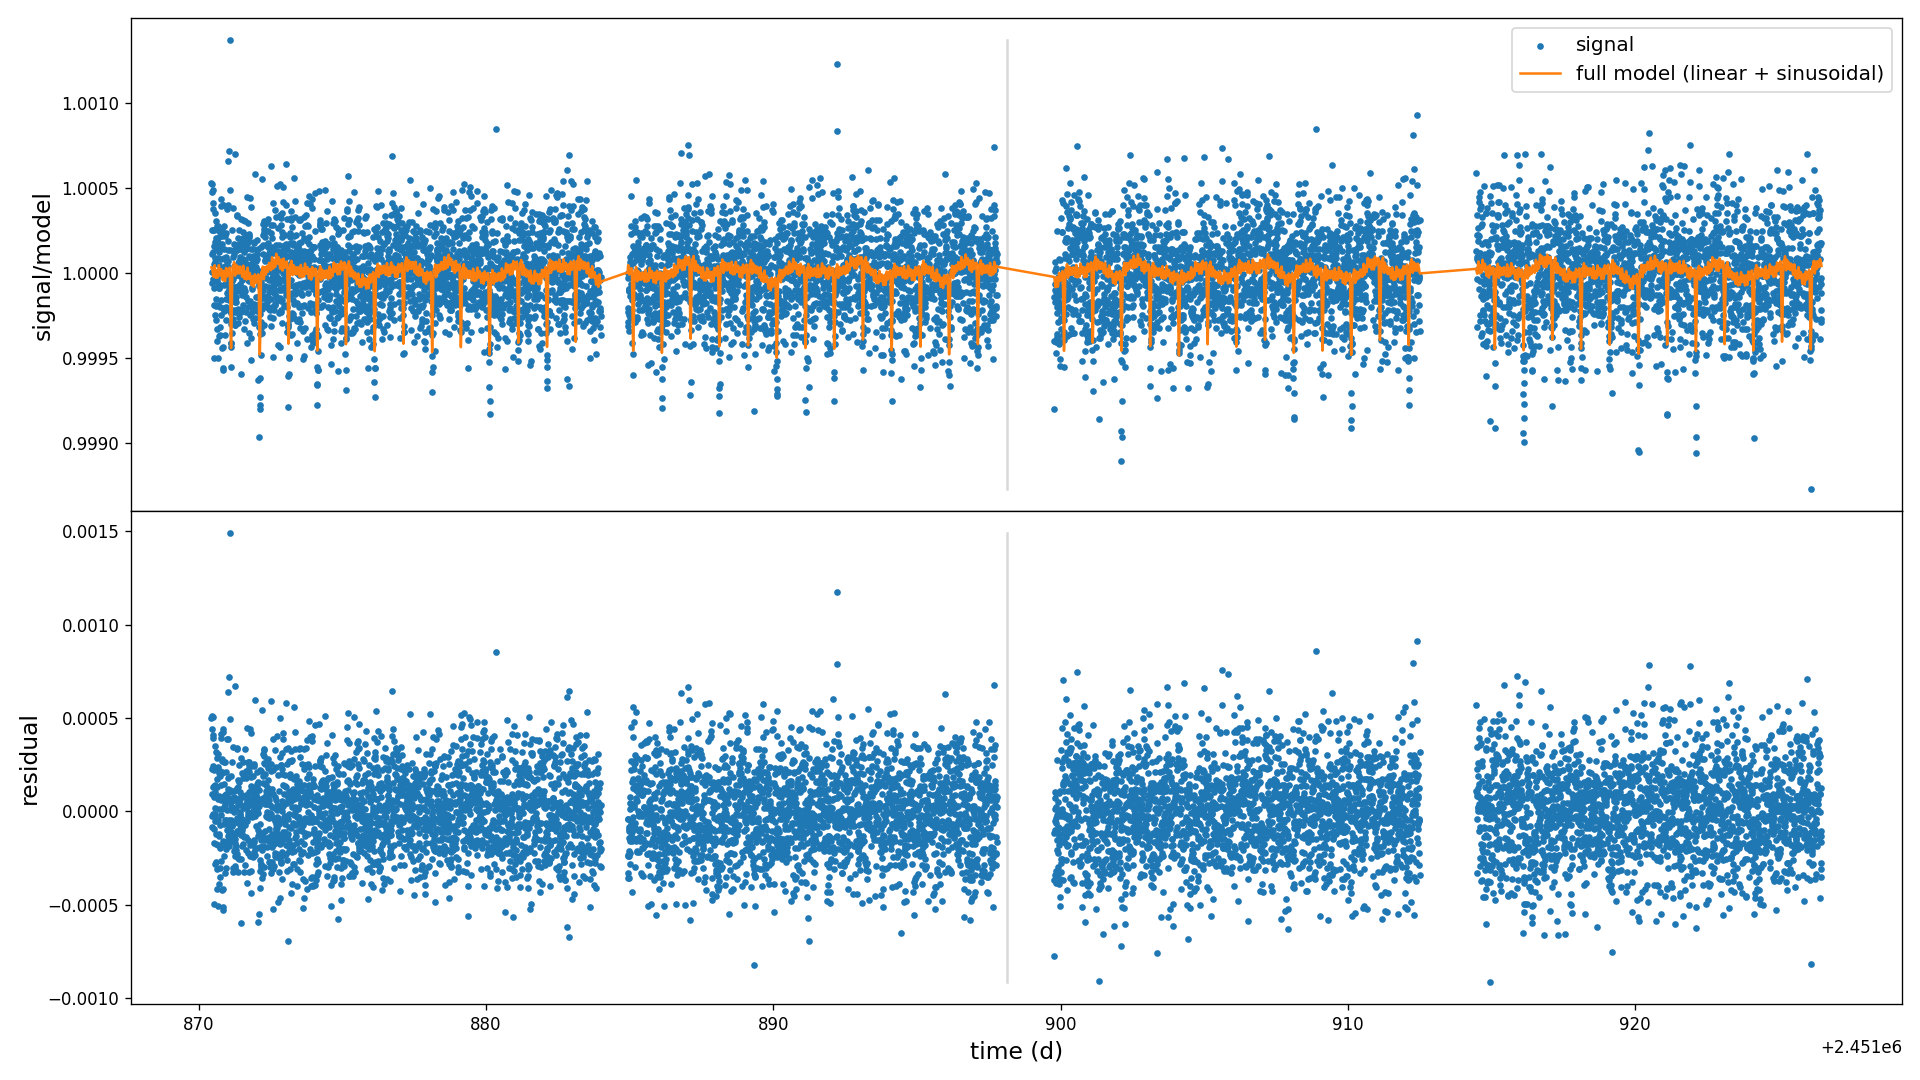 signal
full model (linear + sinusoidal)
signal/model
1.0010
1.0005
1.0000
0.9995
0.9990
residual
0.0015
0.0010
0.0005
0.0000
−0.0005
−0.0010
870
880
890
900
910
920
time (d)
+2.451e6